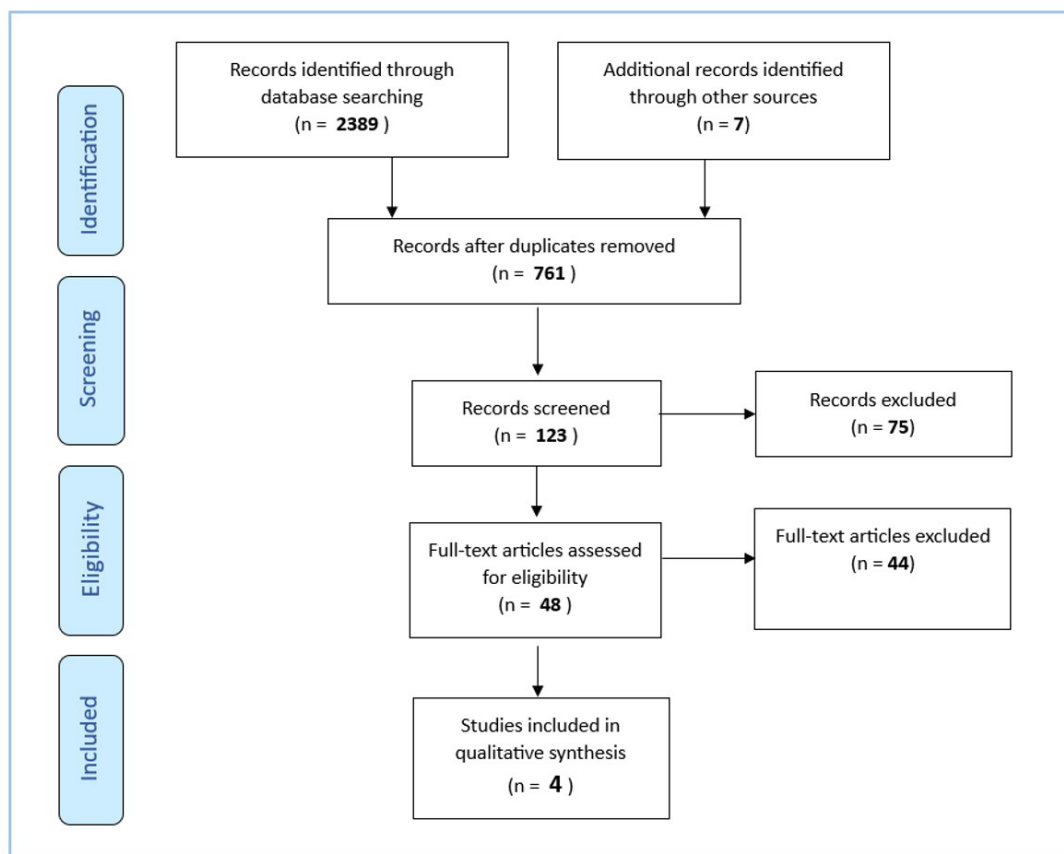 Identification
Records identified through
database searching
(n = 2389 )
Additional records identified
through other sources
(n = 7)
Records after duplicates removed
(n = 761 )
Screening
Records screened
(n = 123 )
Records excluded
(n = 75)
Eligibility
Full-text articles assessed
for eligibility
(n = 48 )
Full-text articles excluded
(n = 44)
Included
Studies included in
qualitative synthesis
(n = 4 )